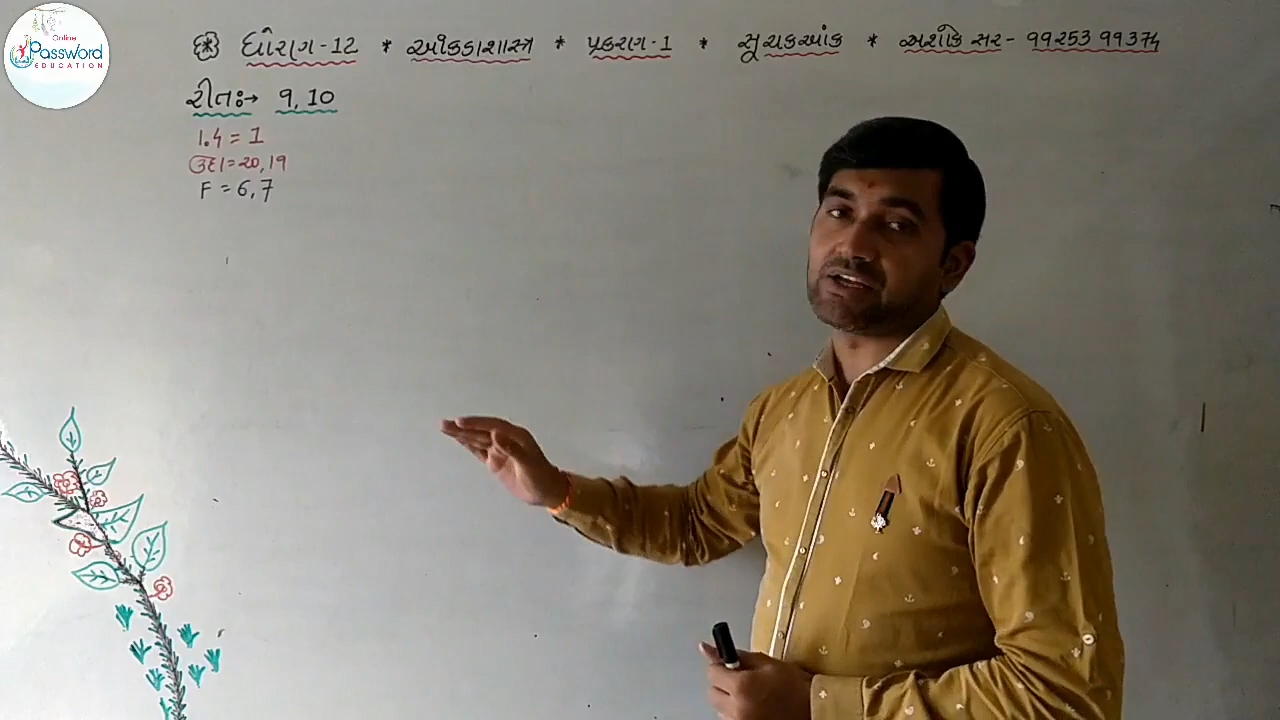 Online
Password
EDUCATION
ધોરાણ-12 * આંકડાશાસ્ત્ર * પ્રકરણ-1 * સૂચકઆંક * અશોક સર- 99253 99374
રીતઃ→ 9, 10
1.4 = 1
ઉદા = 20, 19
F = 6, 7